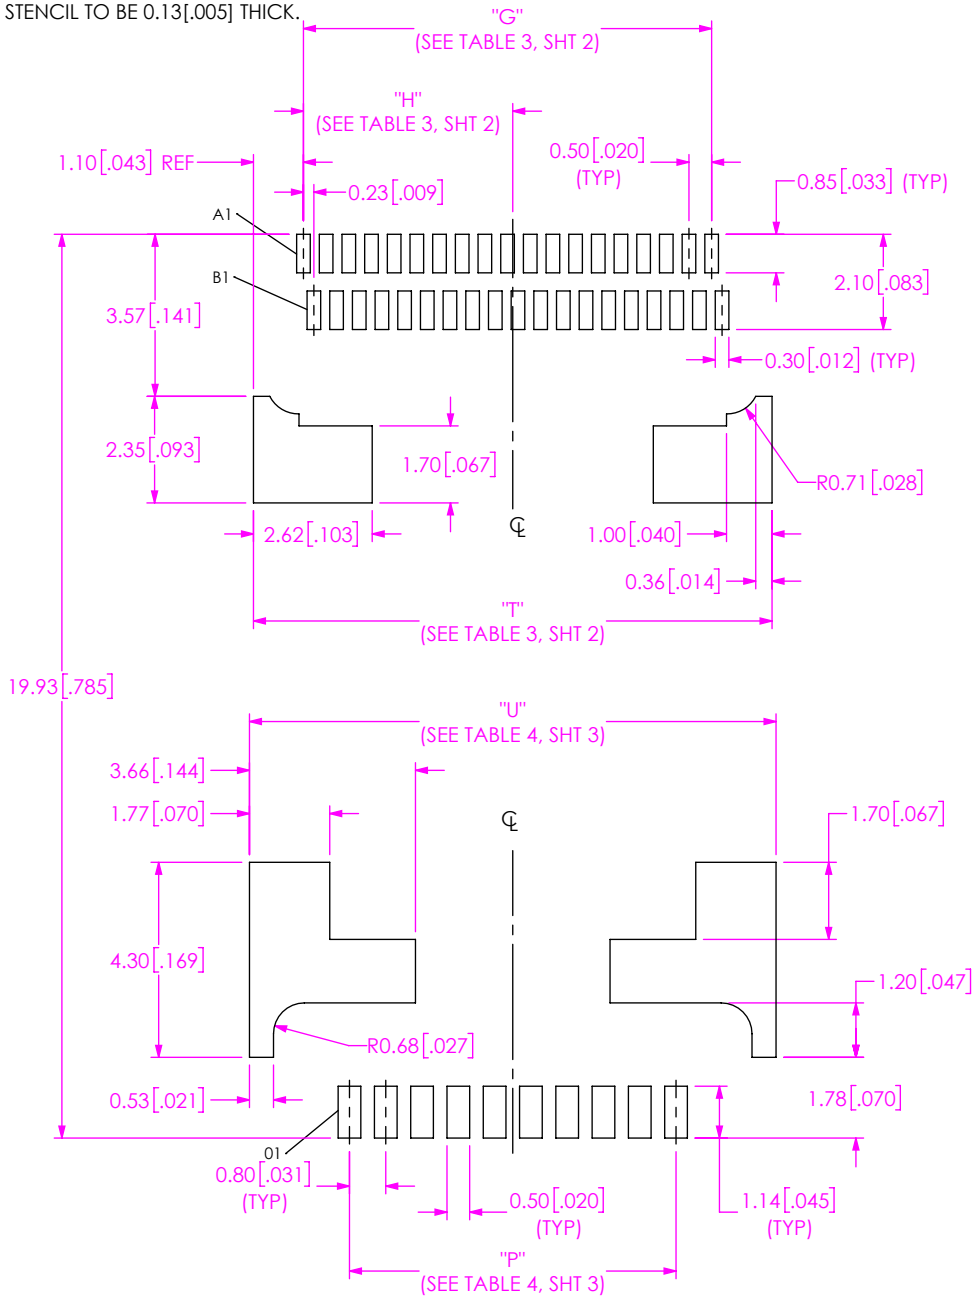 STENCIL TO BE 0.13[.005] THICK.
"G"
(SEE TABLE 3, SHT 2)
"H"
(SEE TABLE 3, SHT 2)
0.50[.020]
(TYP)
1.10[.043] REF
0.23[.009]
0.85[.033] (TYP)
A1
B1
2.10[.083]
3.57[.141]
0.30[.012] (TYP)
2.35[.093]
1.70[.067]
R0.71[.028]
2.62[.103]
℄
1.00[.040]
0.36[.014]
"T"
(SEE TABLE 3, SHT 2)
19.93[.785]
"U"
(SEE TABLE 4, SHT 3)
3.66[.144]
1.77[.070]
℄
1.70[.067]
4.30[.169]
1.20[.047]
R0.68[.027]
0.53[.021]
1.78[.070]
01
0.80[.031]
(TYP)
0.50[.020]
(TYP)
1.14[.045]
(TYP)
"P"
(SEE TABLE 4, SHT 3)